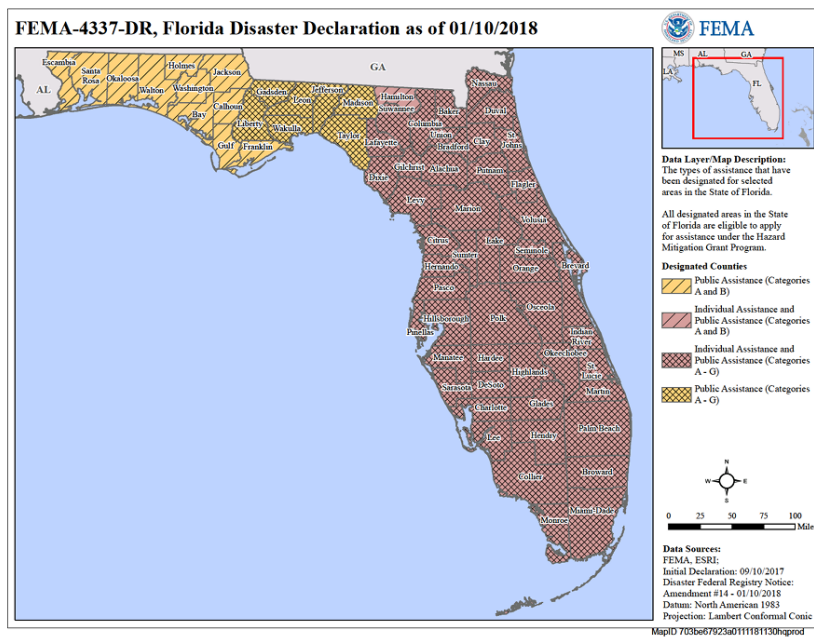 FEMA-4337-DR, Florida Disaster Declaration as of 01/10/2018
FEMA
MS
AL
GA
LA
FL
GA
AL
Escambia
Santa
Rosa
Okaloosa
Walton
Holmes
Washington
Jackson
Bay
Calhoun
Gulf
Liberty
Franklin
Gadsden
Leon
Wakulla
Jefferson
Madison
Taylor
Hamilton
Suwannee
Lafayette
Dixie
Columbia
Baker
Union
Bradford
Nassau
Duval
Clay
St
Johns
Gilchrist
Alachua
Putnam
Flagler
Levy
Marion
Volusia
Citrus
Sumter
Lake
Seminole
Orange
Brevard
Hernando
Pasco
Osceola
Hillsborough
Polk
Pinellas
Indian
River
Okeechobee
Manatee
Hardee
Highlands
St
Lucie
Sarasota
DeSoto
Martin
Charlotte
Glades
Lee
Hendry
Palm Beach
Collier
Broward
Monroe
Miami-Dade
Data Layer/Map Description:
The types of assistance that have
been designated for selected
areas in the State of Florida.
All designated areas in the State
of Florida are eligible to apply
for assistance under the Hazard
Mitigation Grant Program.
Designated Counties
Public Assistance (Categories
A and B)
Individual Assistance and
Public Assistance (Categories
A and B)
Individual Assistance and
Public Assistance (Categories
A - G)
Public Assistance (Categories
A - G)
N
W
E
S
0 25 50 75 100
Mile
Data Sources:
FEMA, ESRI;
Initial Declaration: 09/10/2017
Disaster Federal Registry Notice:
Amendment #14 - 01/10/2018
Datum: North American 1983
Projection: Lambert Conformal Conic
MapID 703be67923a0111181130hqprod